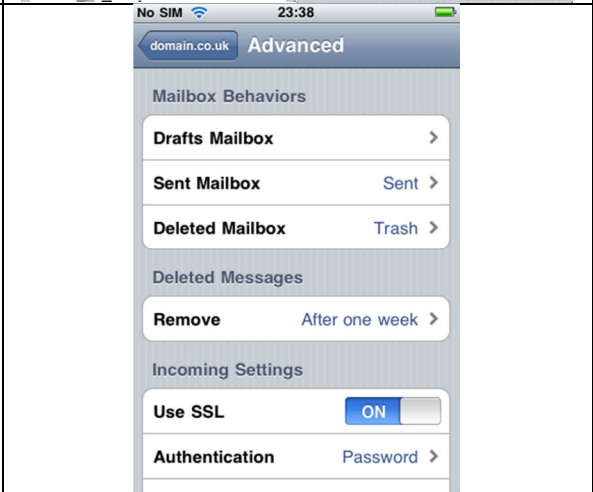 No SIM 23:38
domain.co.uk Advanced
Mailbox Behaviors
Drafts Mailbox
Sent Mailbox Sent
Deleted Mailbox Trash
Deleted Messages
Remove After one week
Incoming Settings
Use SSL ON
Authentication Password